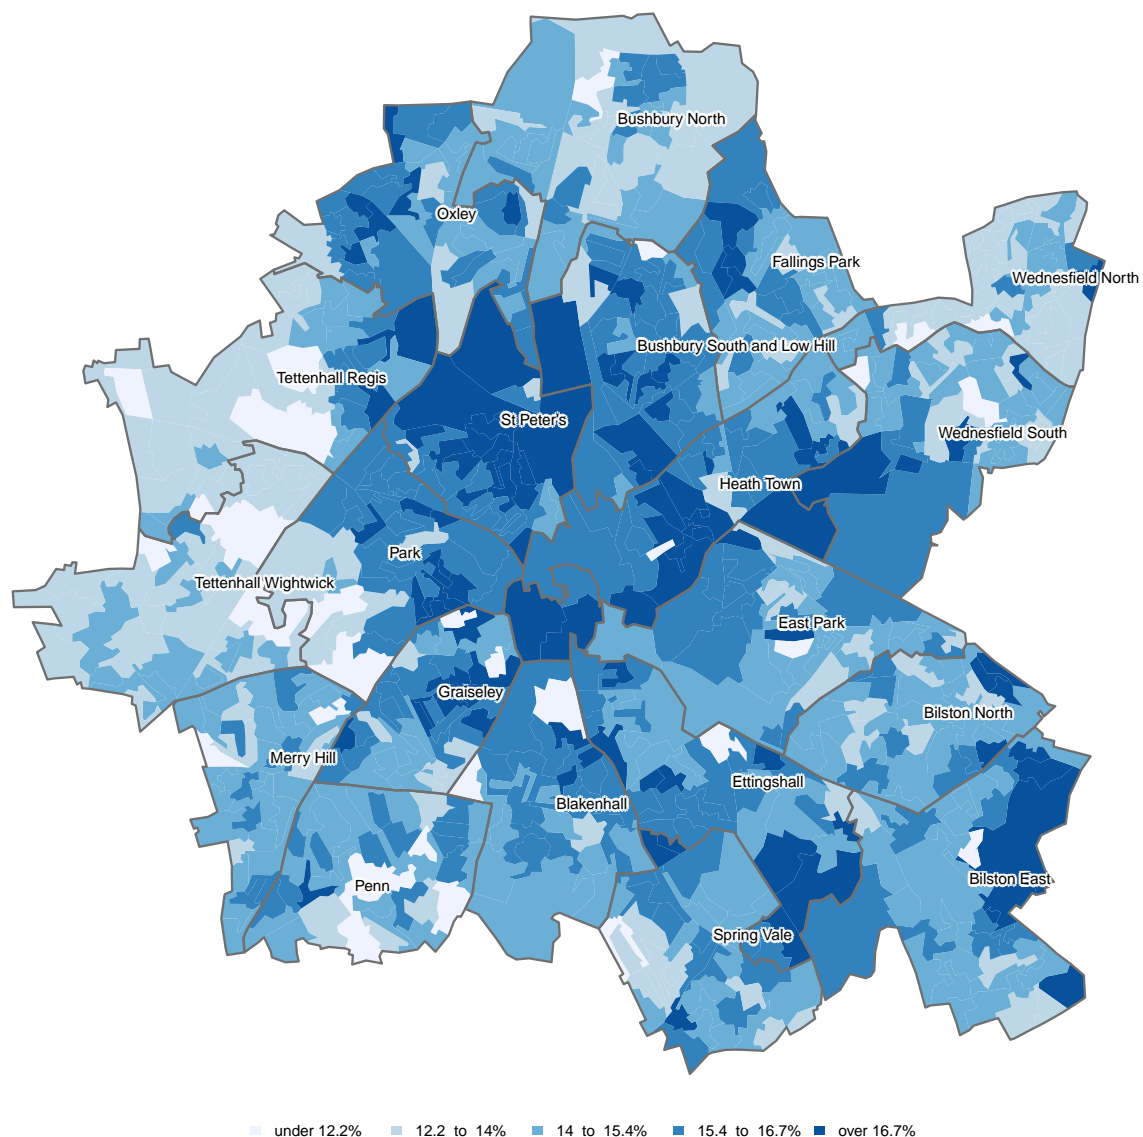 Bushbury North
Oxley
Fallings Park
Wednesfield North
Bushbury South and Low Hill
Tettenhall Regis
St Peter's
Wednesfield South
Heath Town
Park
Tettenhall Wightwick
East Park
Graiseley
Bilston North
Merry Hill
Ettingshall
Blakenhall
Bilston East
Penn
Spring Vale
under 12.2% 12.2 to 14% 14 to 15.4% 15.4 to 16.7% over 16.7%